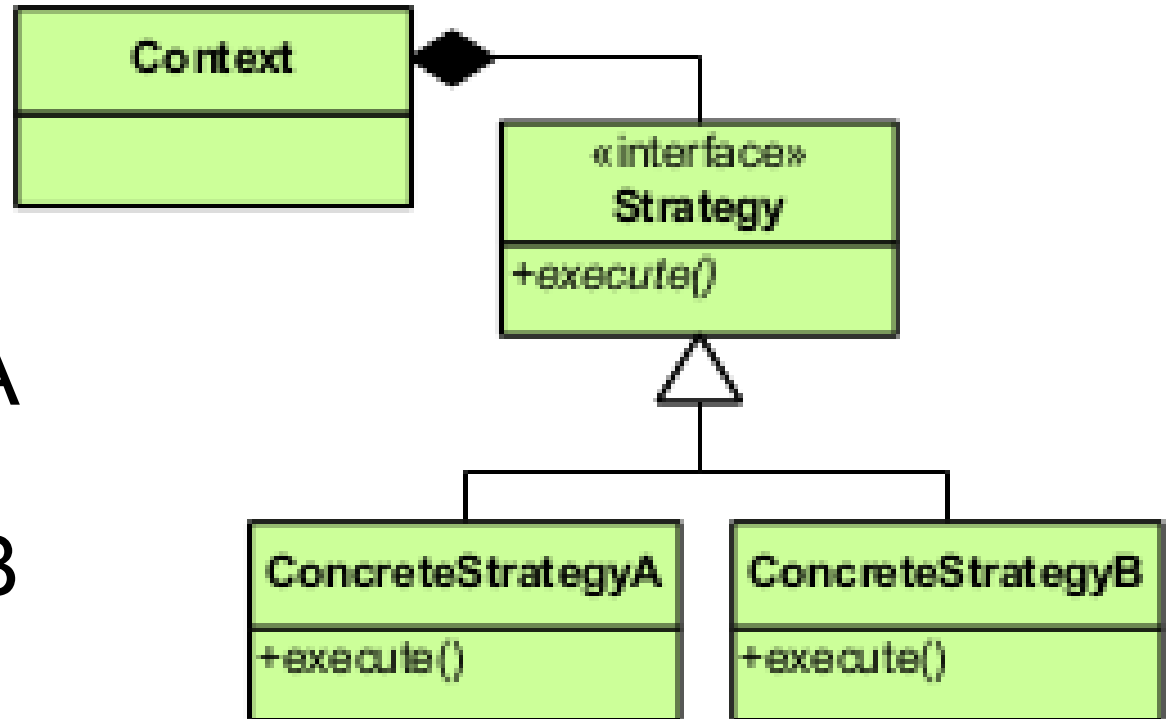 Context
«interface»
Strategy
+execute()
A
B
ConcreteStrategyA
+execute()
ConcreteStrategyB
+execute()